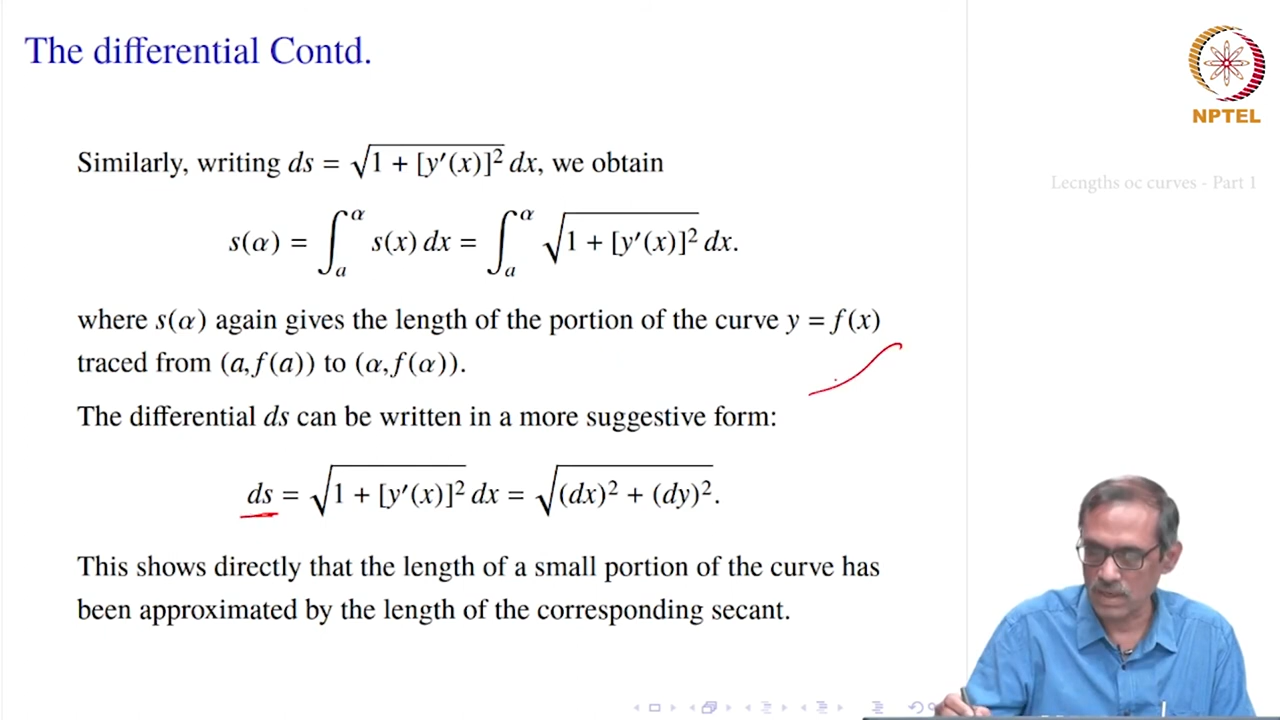 The differential Contd.
NPTEL
Similarly, writing ds = √(1 + [y′(x)]²) dx, we obtain
Lecngths oc curves - Part 1
s(α) = ∫ₐ^α s(x) dx = ∫ₐ^α √(1 + [y′(x)]²) dx.
where s(α) again gives the length of the portion of the curve y = f(x)
traced from (a, f(a)) to (α, f(α)).
The differential ds can be written in a more suggestive form:
ds = √(1 + [y′(x)]²) dx = √((dx)² + (dy)²).
This shows directly that the length of a small portion of the curve has
been approximated by the length of the corresponding secant.